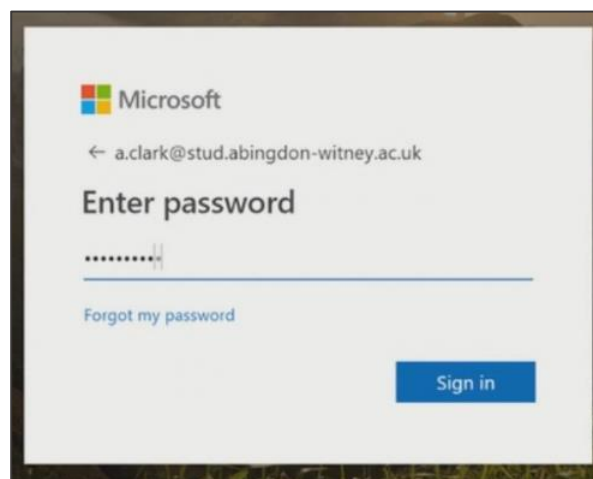 Microsoft
← a.clark@stud.abingdon-witney.ac.uk
Enter password
••••••••••
Forgot my password
Sign in